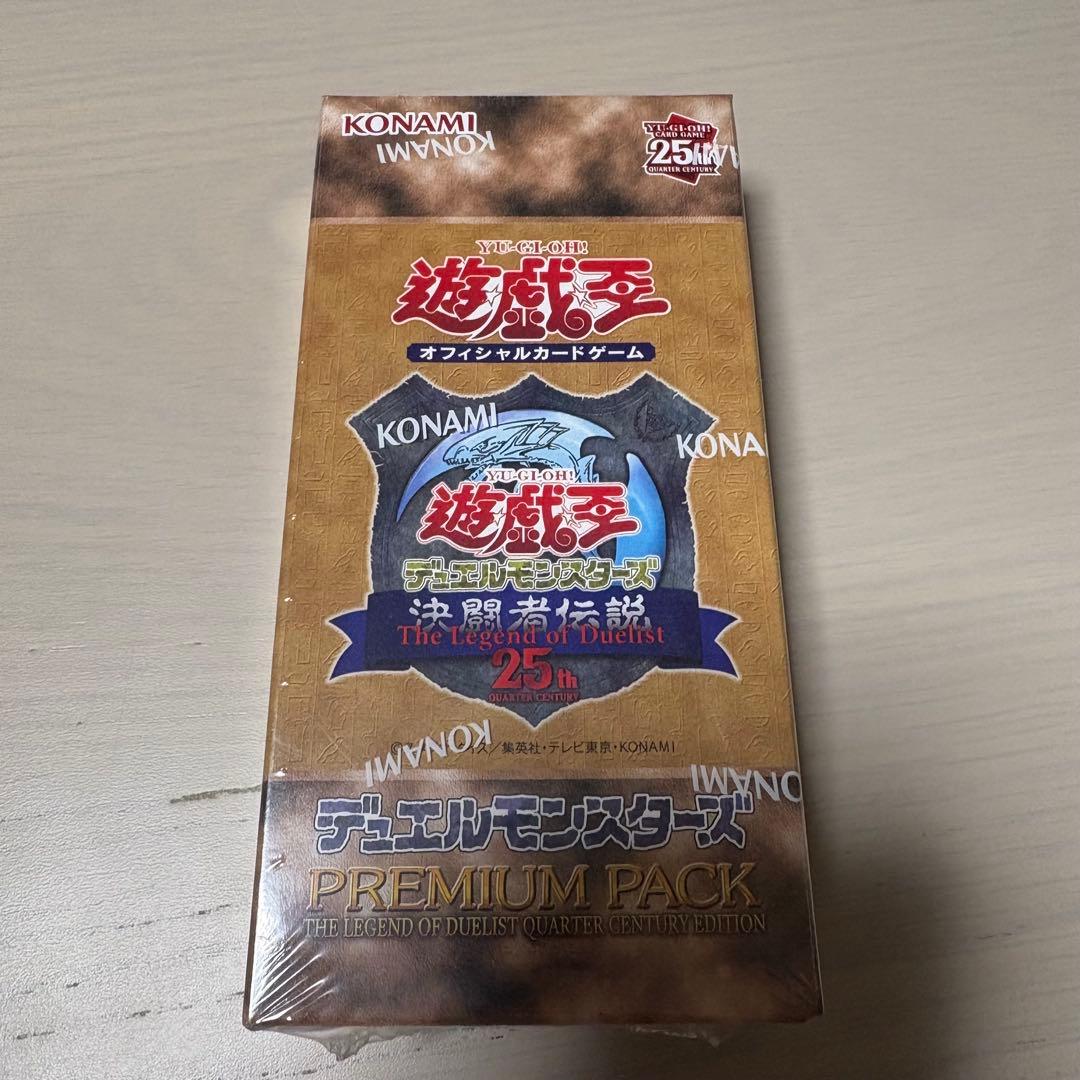 KONAMI
KONAMI
YU-GI-OH!
CARD GAME
25th
QUARTER CENTURY
YU-GI-OH!
遊戯王
オフィシャルカードゲーム
KONAMI
KONA
YU-GI-OH!
遊戯王
デュエルモンスターズ
決闘者伝説
The Legend of Duelist
25th
QUARTER CENTURY
KONAMI
／集英社・テレビ東京・KONAMI
KONAMI
デュエルモンスターズ
PREMIUM PACK
THE LEGEND OF DUELIST QUARTER CENTURY EDITION